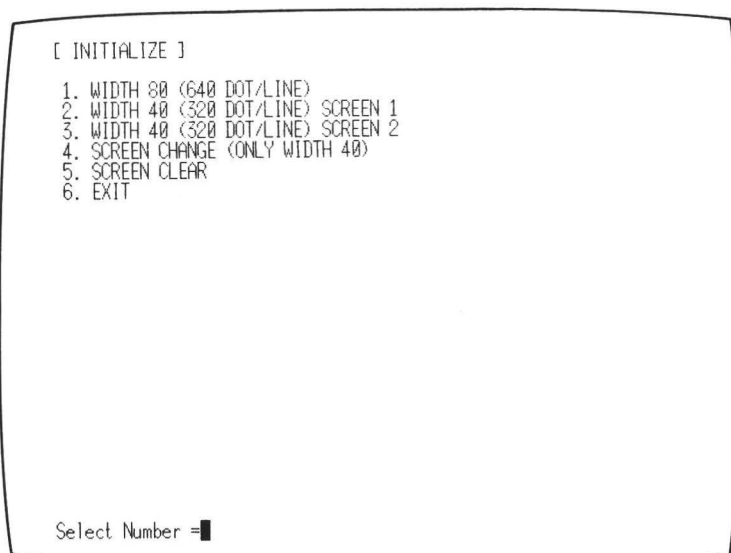 [ INITIALIZE ]
1. WIDTH 80 (640 DOT/LINE)
2. WIDTH 40 (320 DOT/LINE) SCREEN 1
3. WIDTH 40 (320 DOT/LINE) SCREEN 2
4. SCREEN CHANGE (ONLY WIDTH 40)
5. SCREEN CLEAR
6. EXIT
Select Number =